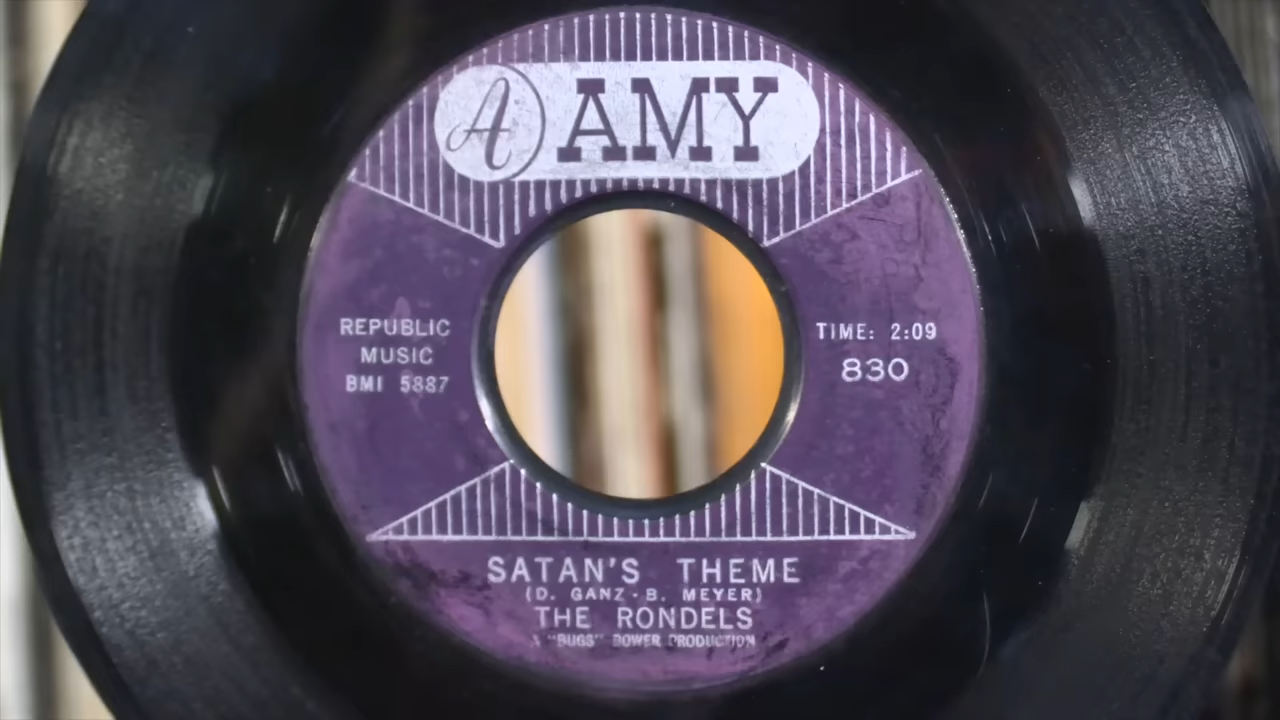 A AMY
REPUBLIC
MUSIC
BMI 5887
TIME: 2:09
830
SATAN'S THEME
(D. GANZ - B. MEYER)
THE RONDELS
A "BUGS" BOWER PRODUCTION